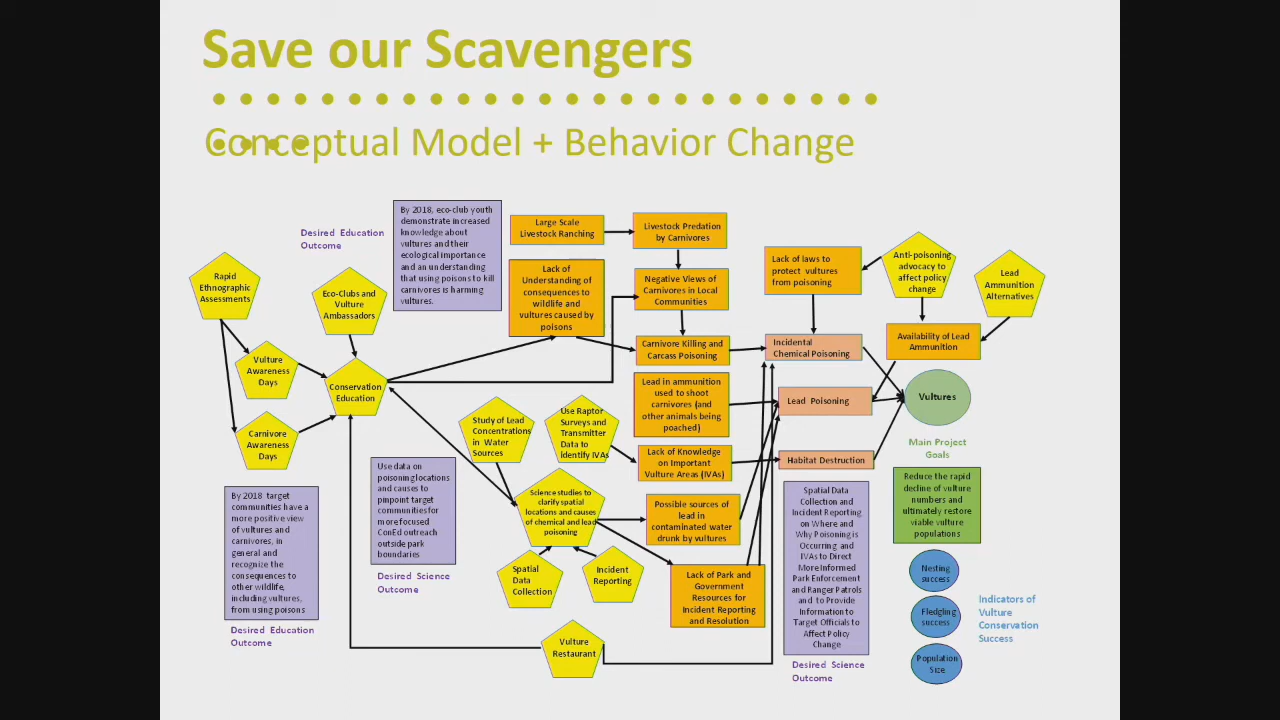 Save our Scavengers
Conceptual Model + Behavior Change
Desired Education
Outcome
By 2018, eco-club youth
demonstrate increased
knowledge about
vultures and their
ecological importance
and an understanding
that using poisons to kill
carnivores is harming
vultures.
Large Scale
Livestock Ranching
Livestock Predation
by Carnivores
Lack of
Understanding of
consequences to
wildlife and
vultures caused by
poisons
Negative Views of
Carnivores in Local
Communities
Lack of laws to
protect vultures
from poisoning
Anti-poisoning
advocacy to
affect policy
change
Lead
Ammunition
Alternatives
Rapid
Ethnographic
Assessments
Eco-Clubs and
Vulture
Ambassadors
Carnivore Killing and
Carcass Poisoning
Incidental
Chemical Poisoning
Availability of Lead
Ammunition
Vulture
Awareness
Days
Conservation
Education
Lead in ammunition
used to shoot
carnivores (and
other animals being
poached)
Lead Poisoning
Vultures
Carnivore
Awareness
Days
Study of Lead
Concentrations
in Water
Sources
Use Raptor
Surveys and
Transmitter
Data to
identify IVAs
Lack of Knowledge
on Important
Vulture Areas (IVAs)
Habitat Destruction
Main Project
Goals
Reduce the rapid
decline of vulture
numbers and
ultimately restore
viable vulture
populations
By 2018 target
communities have a
more positive view
of vultures and
carnivores, in
general and
recognize the
consequences to
other wildlife,
including vultures,
from using poisons
Desired Education
Outcome
Use data on
poisoning locations
and causes to
pinpoint target
communities for
more focused
ConEd outreach
outside park
boundaries
Desired Science
Outcome
Science studies to
clarify spatial
locations and causes
of chemical and lead
poisoning
Possible sources of
lead in
contaminated water
drunk by vultures
Spatial
Data
Collection
Incident
Reporting
Lack of Park and
Government
Resources for
Incident Reporting
and Resolution
Vulture
Restaurant
Spatial Data
Collection and
Incident Reporting
on Where and
Why Poisoning is
Occurring and
IVAs to Direct
More Informed
Park Enforcement
and Ranger Patrols
and to Provide
Information to
Target Officials to
Affect Policy
Change
Desired Science
Outcome
Nesting
success
Fledgling
success
Population
Size
Indicators of
Vulture
Conservation
Success